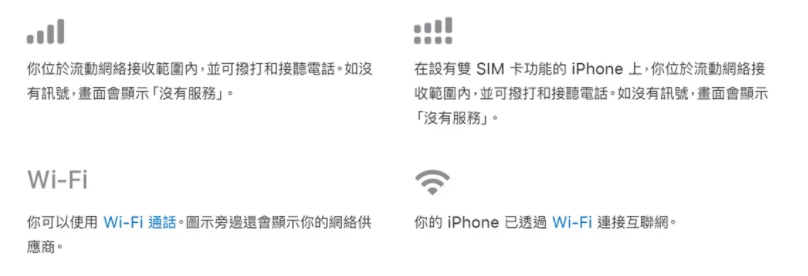 你位於流動網絡接收範圍內，並可撥打和接聽電話。如沒
有訊號，畫面會顯示「沒有服務」。
在設有雙 SIM 卡功能的 iPhone 上，你位於流動網絡接
收範圍內，並可撥打和接聽電話。如沒有訊號，畫面會顯示
「沒有服務」。
Wi-Fi
你可以使用 Wi-Fi 通話。圖示旁邊還會顯示你的網絡供
應商。
你的 iPhone 已透過 Wi-Fi 連接互聯網。